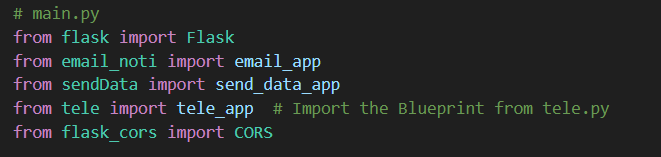 # main.py
from flask import Flask
from email_noti import email_app
from sendData import send_data_app
from tele import tele_app  # Import the Blueprint from tele.py
from flask_cors import CORS